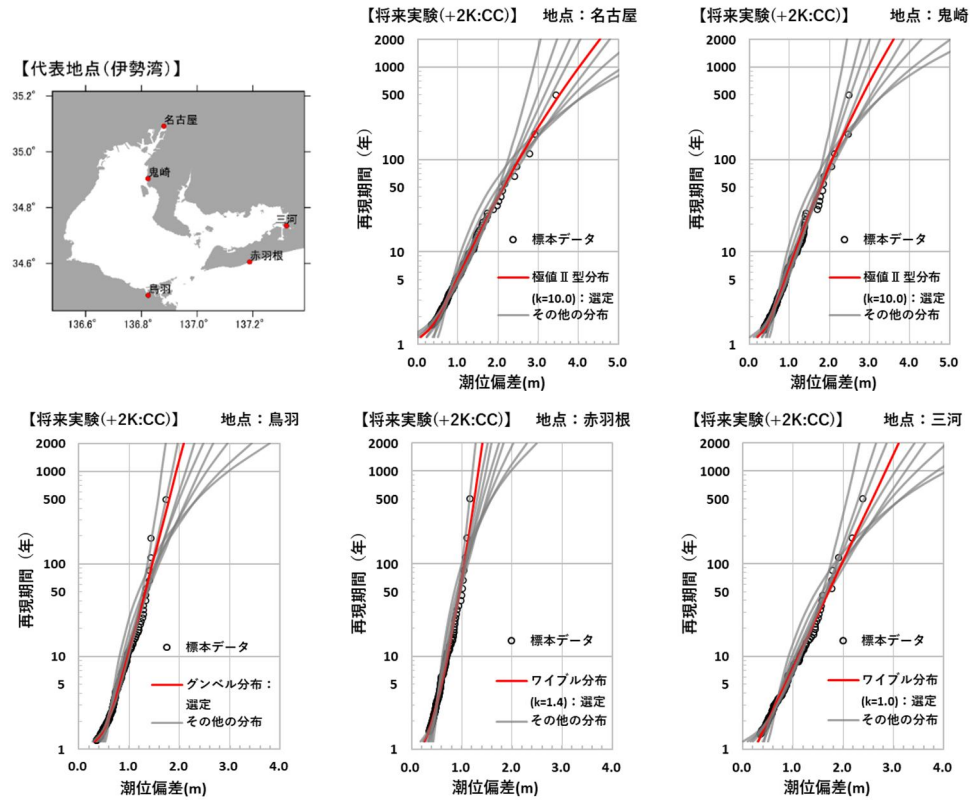 【代表地点(伊勢湾)】
35.2°
35.0°
34.8°
34.6°
136.6°
136.8°
137.0°
137.2°
名古屋
鬼崎
三河
赤羽根
鳥羽
【将来実験(+2K:CC)】 地点：名古屋
再現期間（年）
2000
1000
500
100
50
10
5
1
標本データ
極値Ⅱ型分布
(k=10.0)：選定
その他の分布
0.0 1.0 2.0 3.0 4.0 5.0
潮位偏差(m)
【将来実験(+2K:CC)】 地点：鬼崎
再現期間（年）
2000
1000
500
100
50
10
5
1
標本データ
極値Ⅱ型分布
(k=10.0)：選定
その他の分布
0.0 1.0 2.0 3.0 4.0 5.0
潮位偏差(m)
【将来実験(+2K:CC)】 地点：鳥羽
再現期間（年）
2000
1000
500
100
50
10
5
1
標本データ
グンベル分布：
選定
その他の分布
0.0 1.0 2.0 3.0 4.0
潮位偏差(m)
【将来実験(+2K:CC)】 地点：赤羽根
再現期間（年）
2000
1000
500
100
50
10
5
1
標本データ
ワイブル分布
(k=1.4)：選定
その他の分布
0.0 1.0 2.0 3.0 4.0
潮位偏差(m)
【将来実験(+2K:CC)】 地点：三河
再現期間（年）
2000
1000
500
100
50
10
5
1
標本データ
ワイブル分布
(k=1.0)：選定
その他の分布
0.0 1.0 2.0 3.0 4.0
潮位偏差(m)